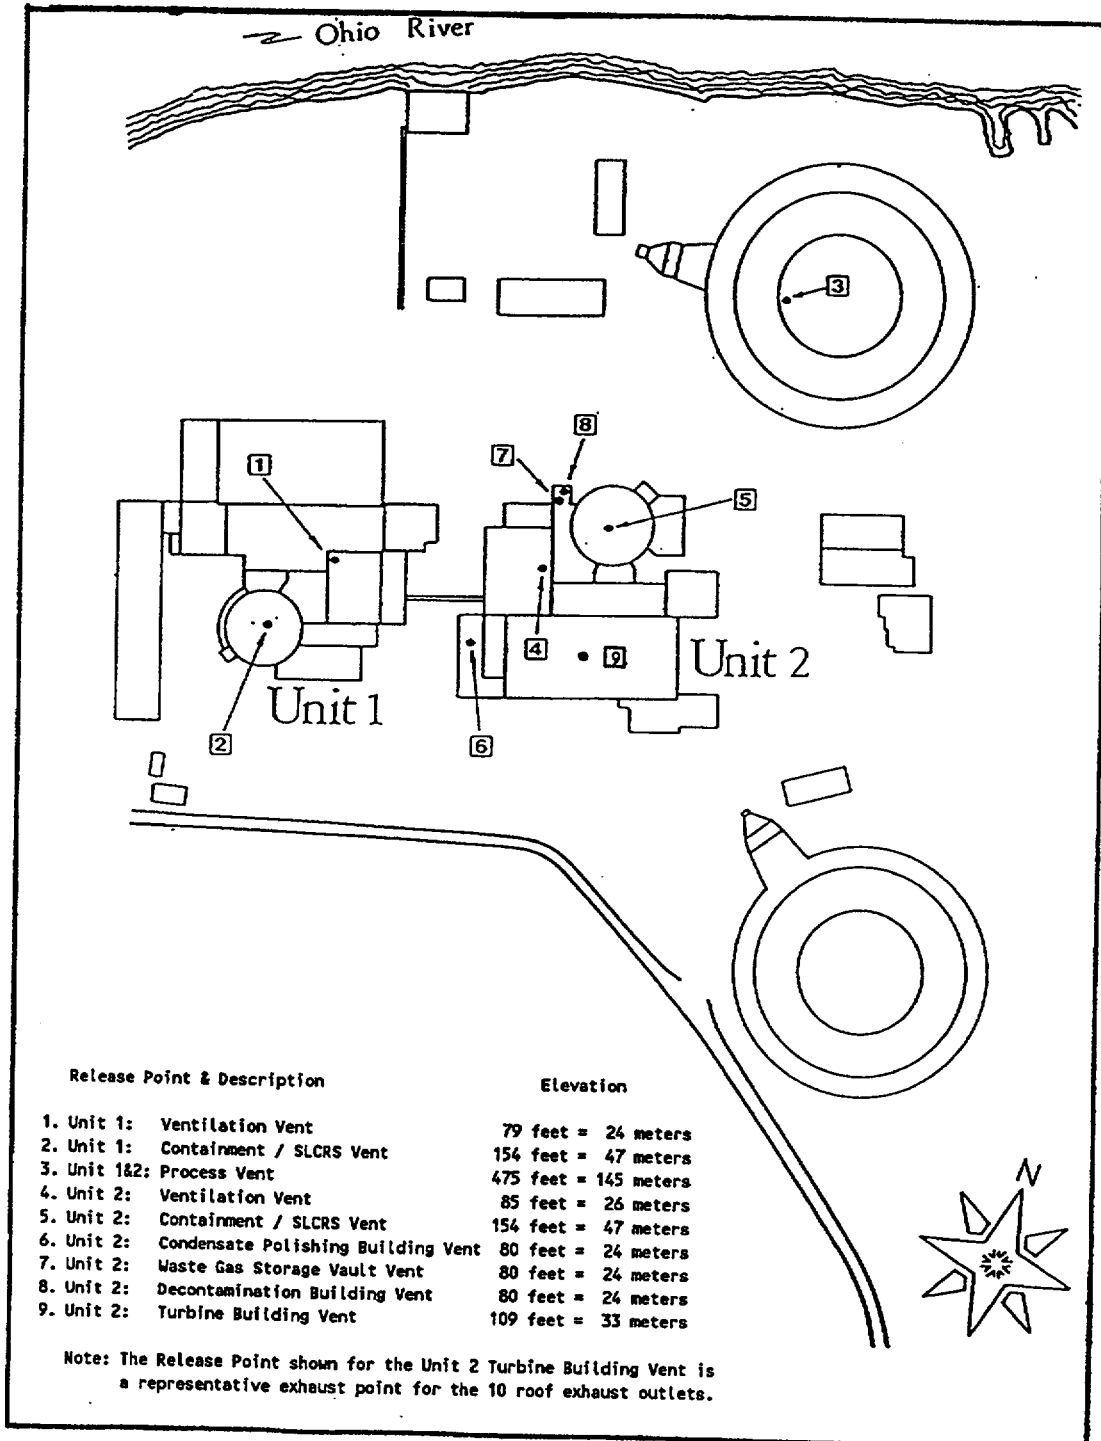 Ohio River
3
8
7
1
5
4
9
Unit 2
Unit 1
2
6
Release Point & Description Elevation
1. Unit 1: Ventilation Vent 79 feet = 24 meters
2. Unit 1: Containment / SLCRS Vent 154 feet = 47 meters
3. Unit 1&2: Process Vent 475 feet = 145 meters
4. Unit 2: Ventilation Vent 85 feet = 26 meters
5. Unit 2: Containment / SLCRS Vent 154 feet = 47 meters
6. Unit 2: Condensate Polishing Building Vent 80 feet = 24 meters
7. Unit 2: Waste Gas Storage Vault Vent 80 feet = 24 meters
8. Unit 2: Decontamination Building Vent 80 feet = 24 meters
9. Unit 2: Turbine Building Vent 109 feet = 33 meters
N
Note: The Release Point shown for the Unit 2 Turbine Building Vent is
a representative exhaust point for the 10 roof exhaust outlets.